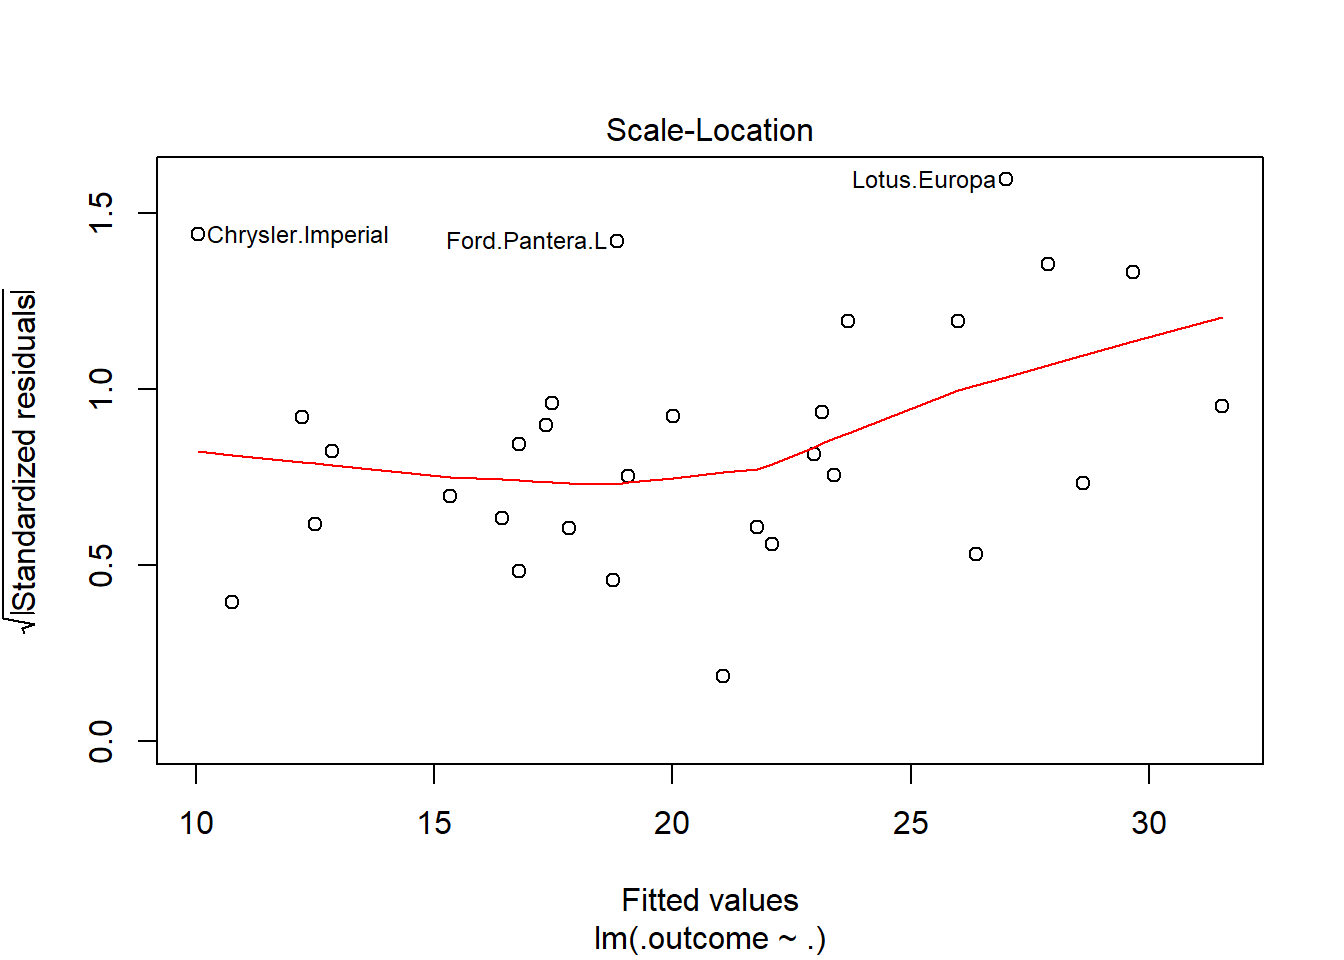 Scale-Location
Lotus.Europa
Chrysler.Imperial
Ford.Pantera.L
√|Standardized residuals|
1.5
1.0
0.5
0.0
10 15 20 25 30
Fitted values
lm(.outcome ~ .)